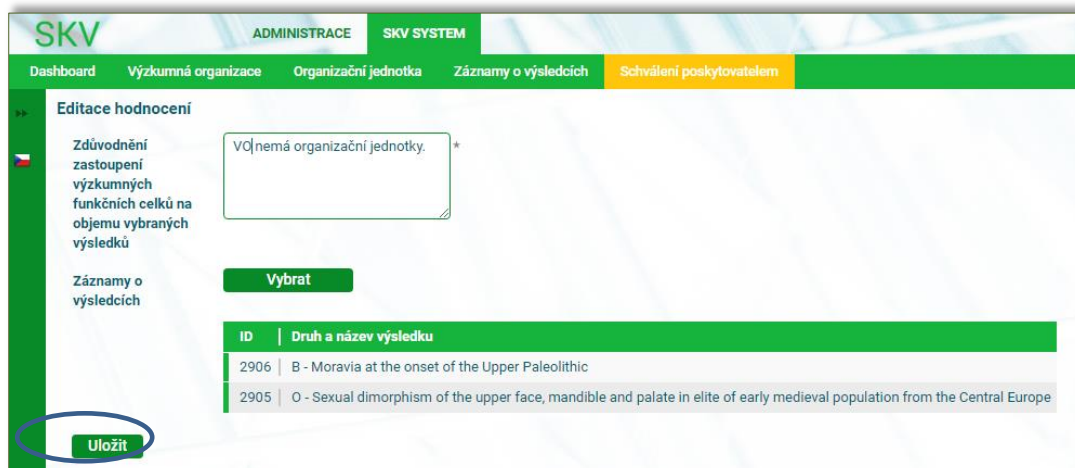 SKV
ADMINISTRACE SKV SYSTEM
Dashboard Výzkumná organizace Organizační jednotka Záznamy o výsledcích Schválení poskytovatelem
Editace hodnocení
Zdůvodnění
zastoupení
výzkumných
funkčních celků na
objemu vybraných
výsledků
VO nemá organizační jednotky. *
Záznamy o
výsledcích
Vybrat
ID Druh a název výsledku
2906 B - Moravia at the onset of the Upper Paleolithic
2905 O - Sexual dimorphism of the upper face, mandible and palate in elite of early medieval population from the Central Europe
Uložit